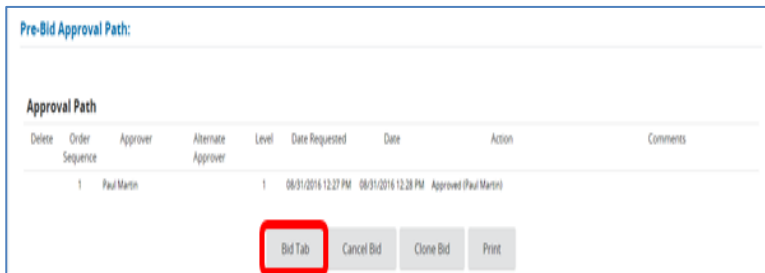 Pre-Bid Approval Path:
Approval Path
Delete Order Sequence Approver Alternate Approver Level Date Requested Date Action Comments
1 Paul Martin 1 08/31/2016 12:27 PM 08/31/2016 12:28 PM Approved (Paul Martin)
Bid Tab Cancel Bid Clone Bid Print